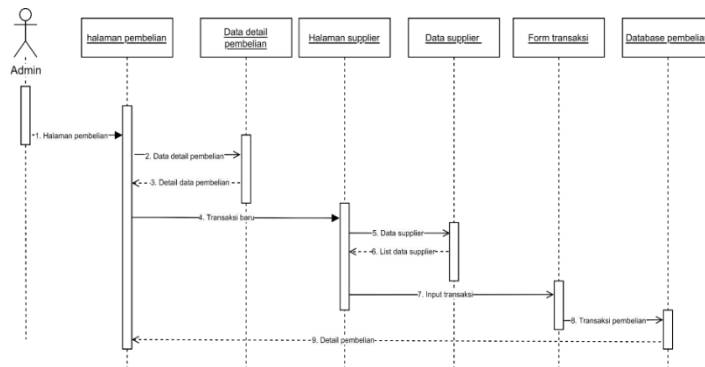 Admin
halaman pembelian
Data detail
pembelian
Halaman supplier
Data supplier
Form transaksi
Database pembelian
1. Halaman pembelian
2. Data detail pembelian
3. Detail data pembelian
4. Transaksi baru
5. Data supplier
6. List data supplier
7. Input transaksi
8. Transaksi pembelian
9. Detail pembelian